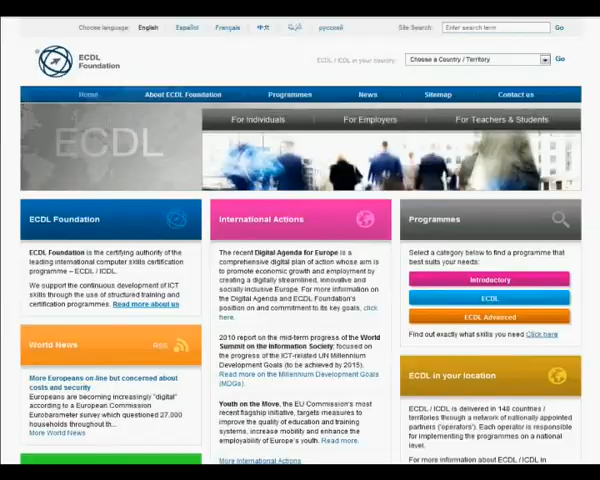 Choose language: English Español Français 中文 русский Site Search: Enter search term Go
ECDL
Foundation
ECDL / ICDL in your country: Choose a Country / Territory Go
Home About ECDL Foundation Programmes News Sitemap Contact us
For Individuals For Employers For Teachers & Students
ECDL
ECDL Foundation
ECDL Foundation is the certifying authority of the
leading international computer skills certification
programme – ECDL / ICDL.
We support the continuous development of ICT
skills through the use of structured training and
certification programmes. Read more about us
World News RSS
More Europeans on-line but concerned about
costs and security
Europeans are becoming increasingly "digital"
according to a European Commission
Eurobarometer survey which questioned 27,000
households throughout th...
More World News
International Actions
The recent Digital Agenda for Europe is a
comprehensive digital plan of action whose aim is
to promote economic growth and employment by
creating a digitally streamlined, innovative and
socially inclusive Europe. For more information on
the Digital Agenda and ECDL Foundation's
position on and commitment to its goals, click
here.
2010 report on the mid-term progress of the World
Summit on the Information Society: focused on
the progress of the ICT-related UN Millennium
Development Goals (to be achieved by 2015).
Read more on the Millennium Development Goals
(MDGs).
Youth on the Move, the EU Commission's most
recent flagship initiative, targets measures to
improve the quality of education and training
systems, increase mobility and enhance the
employability of Europe's youth. Read more.
More International Actions
Programmes
Select a category below to find a programme that
best suits your needs:
Introductory
ECDL
ECDL Advanced
Find out exactly what skills you need Click here
ECDL in your location
ECDL / ICDL is delivered in 148 countries /
territories through a network of nationally appointed
partners ('operators'). Each operator is responsible
for implementing the programmes on a national
level.
For more information about ECDL / ICDL in